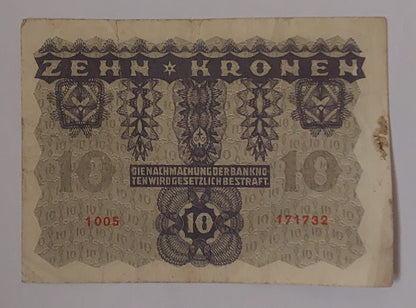 ZEHN ✶ KRONEN
10 10
DIE NACHMACHUNG DER BANKNO
TEN WIRD GESETZLICH BESTRAFT.
1005 10 171732